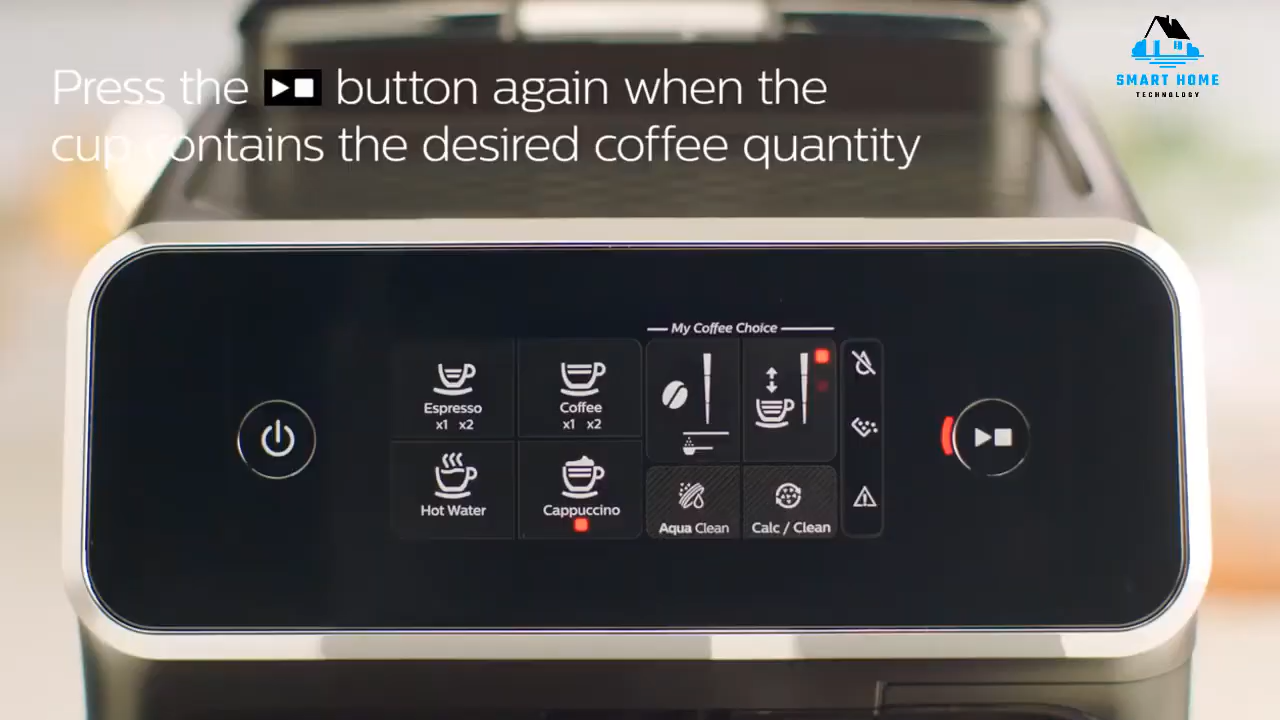 Press the button again when the
cup contains the desired coffee quantity
SMART HOME
TECHNOLOGY
My Coffee Choice
Espresso
x1 x2
Coffee
x1 x2
Hot Water
Cappuccino
Aqua Clean
Calc / Clean